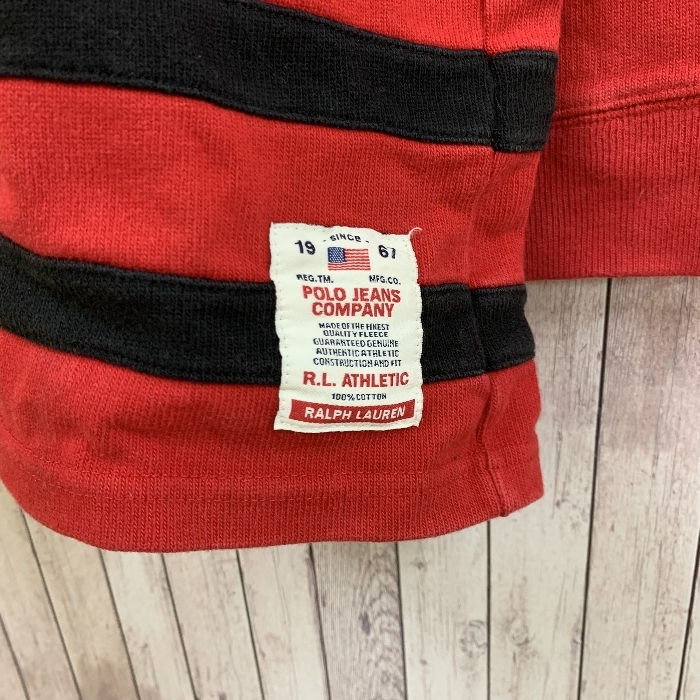 - SINCE -
19 67
REG.TM. MFG.CO.
POLO JEANS
COMPANY
MADE OF THE FINEST
QUALITY FLEECE
GUARANTEED GENUINE
AUTHENTIC ATHLETIC
CONSTRUCTION AND FIT
R.L. ATHLETIC
100% COTTON
RALPH LAUREN